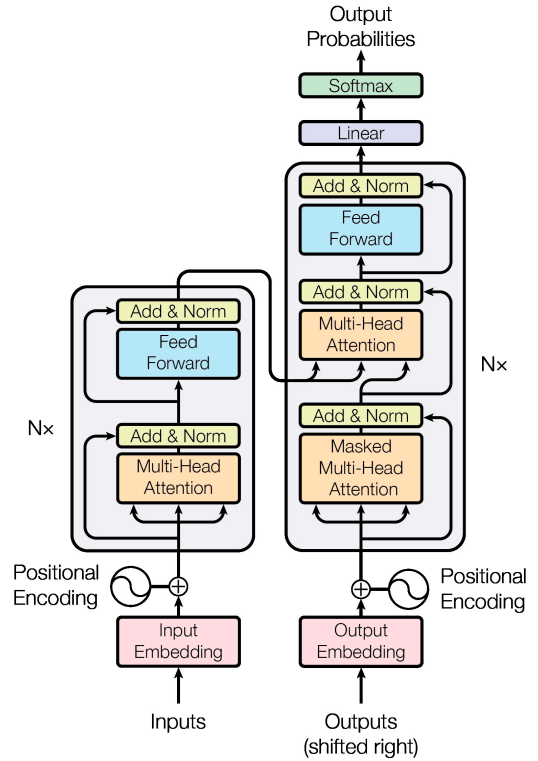 Output
Probabilities
Softmax
Linear
Add & Norm
Feed
Forward
Add & Norm
Multi-Head
Attention
Add & Norm
Masked
Multi-Head
Attention
N×
Add & Norm
Feed
Forward
Add & Norm
Multi-Head
Attention
N×
Positional
Encoding
Positional
Encoding
Input
Embedding
Output
Embedding
Inputs
Outputs
(shifted right)